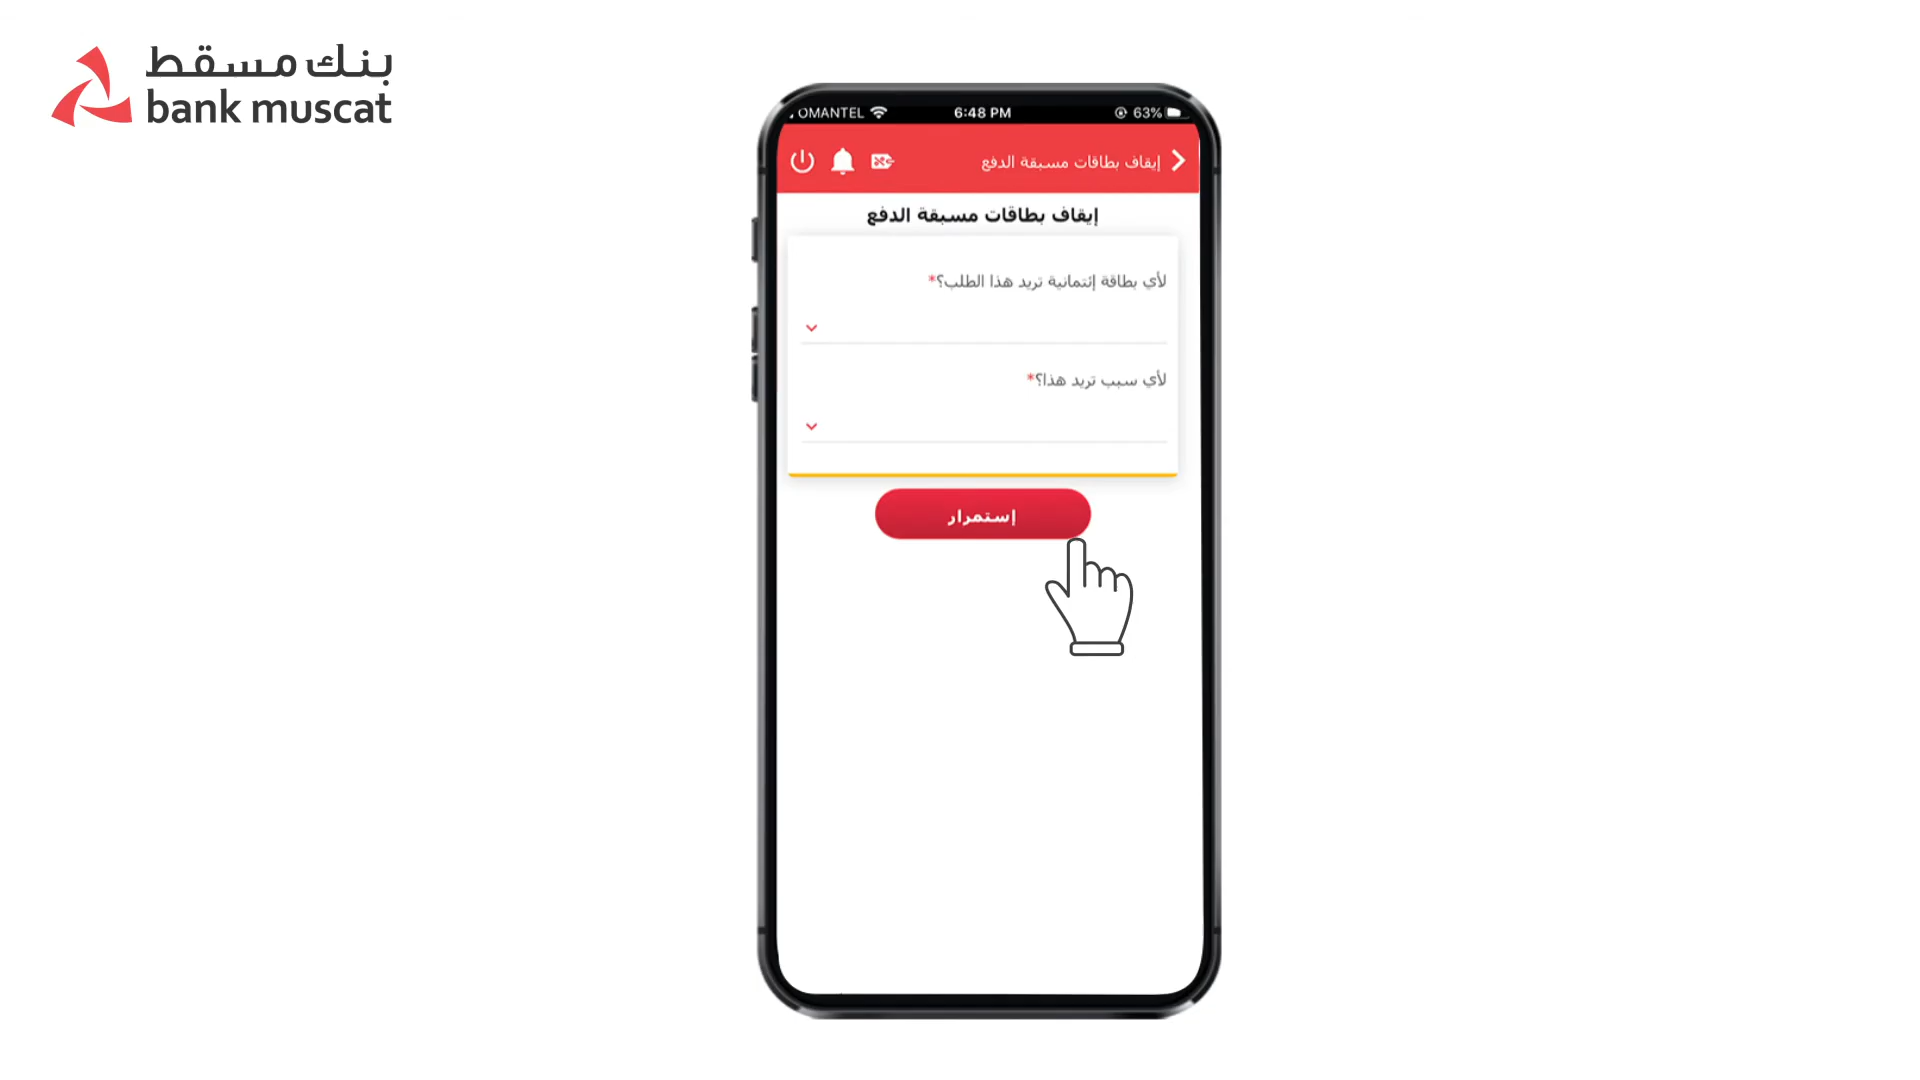 بنك مسقط
bank muscat
OMANTEL 6:48 PM 63%
إيقاف بطاقات مسبقة الدفع
إيقاف بطاقات مسبقة الدفع
لأي بطاقة إئتمانية تريد هذا الطلب؟*
لأي سبب تريد هذا؟*
إستمرار